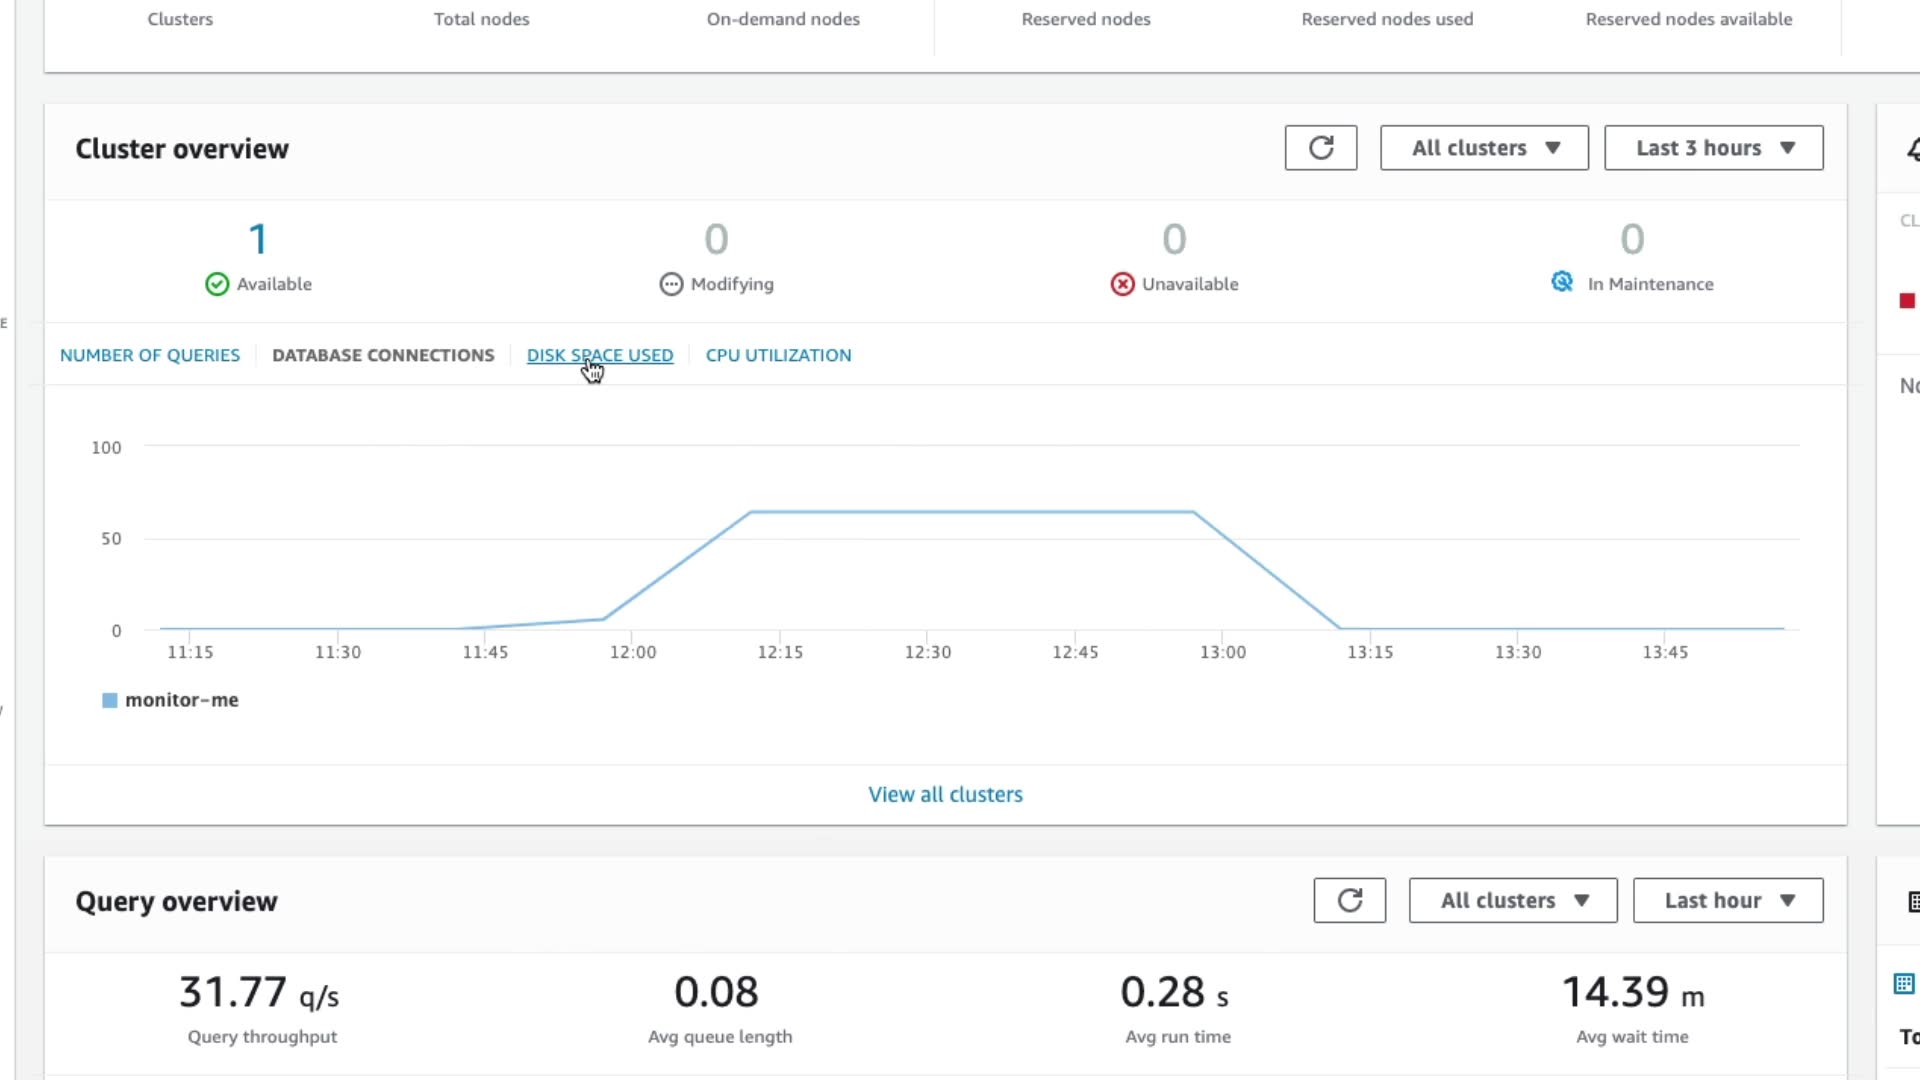 Clusters Total nodes On-demand nodes Reserved nodes Reserved nodes used Reserved nodes available
Cluster overview All clusters Last 3 hours
1 0 0 0
Available Modifying Unavailable In Maintenance
NUMBER OF QUERIES DATABASE CONNECTIONS DISK SPACE USED CPU UTILIZATION
100
50
0
11:15 11:30 11:45 12:00 12:15 12:30 12:45 13:00 13:15 13:30 13:45
monitor-me
View all clusters
Query overview All clusters Last hour
31.77 q/s 0.08 0.28 s 14.39 m
Query throughput Avg queue length Avg run time Avg wait time